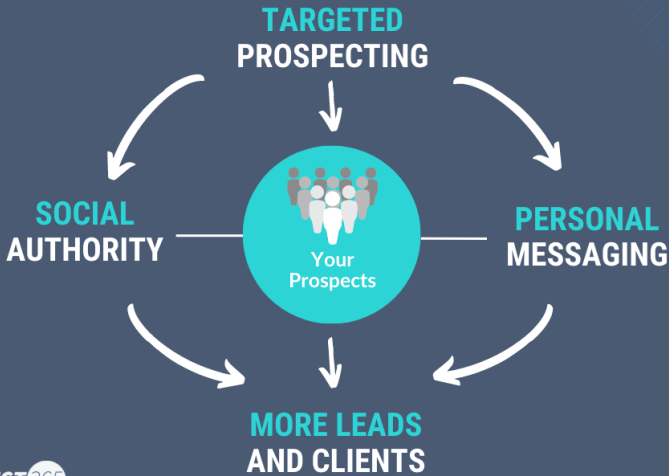 TARGETED
PROSPECTING
SOCIAL
AUTHORITY
Your
Prospects
PERSONAL
MESSAGING
MORE LEADS
AND CLIENTS